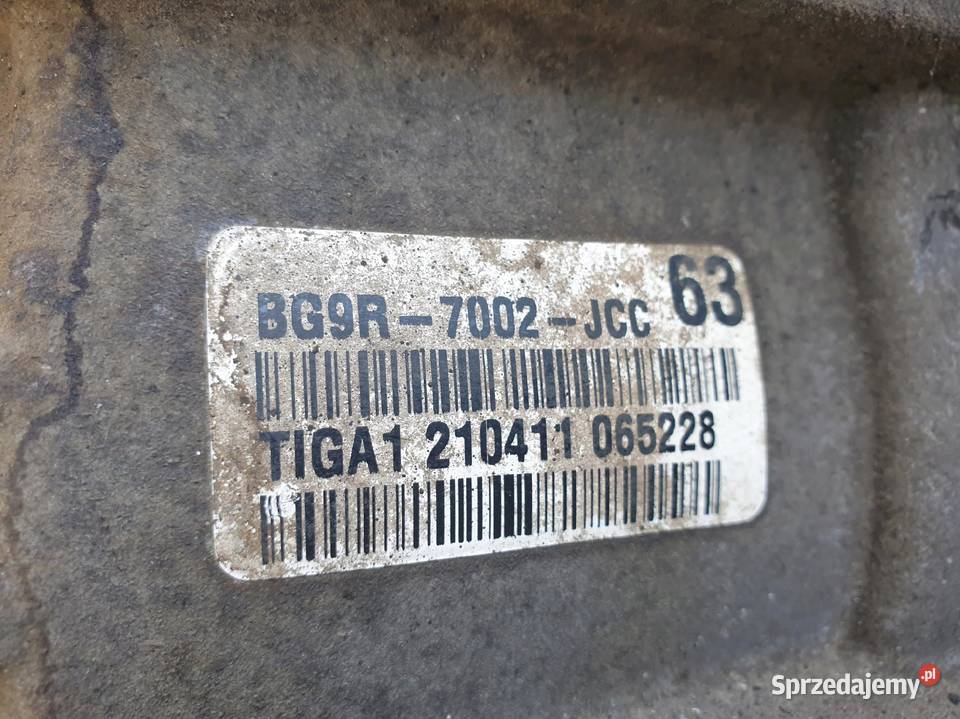 BG9R-7002-JCC 63
TIGA1 210411 065228
Sprzedajemy.pl